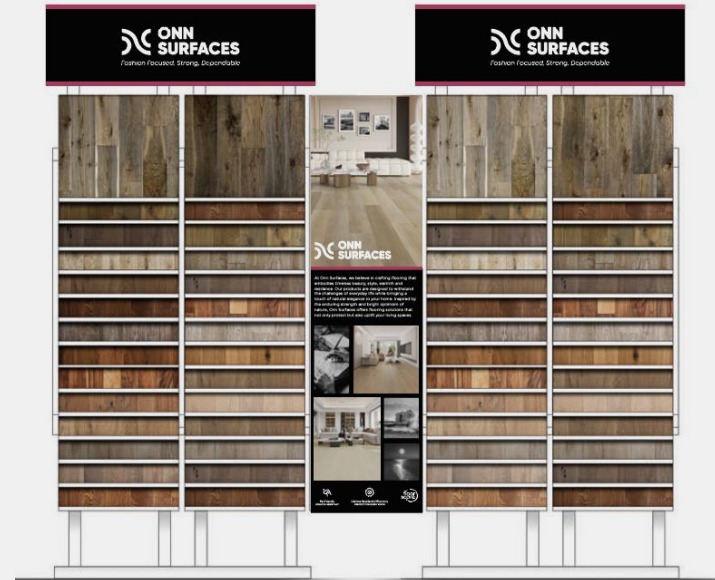 ONN
SURFACES
Fashion Focused, Strong, Dependable
ONN
SURFACES
Fashion Focused, Strong, Dependable
ONN
SURFACES
At Onn Surfaces, we believe in crafting flooring that
embodies timeless beauty, style, warmth and
resilience. Our products are designed to withstand
the challenges of everyday life while bringing a
touch of natural elegance to your home. Inspired by
the enduring strength and bright optimism of
nature, Onn Surfaces offers flooring solutions that
not only protect but also uplift your living spaces.
floor
score